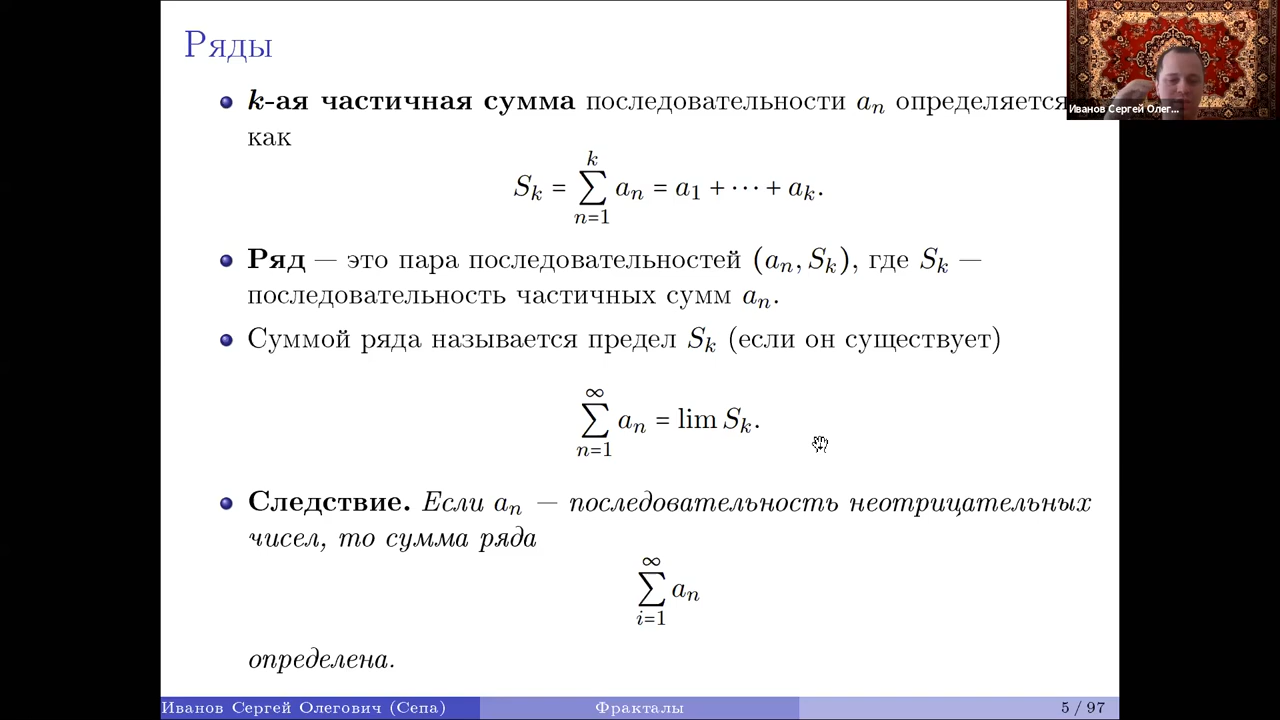 Ряды
k-ая частичная сумма последовательности aₙ определяется
как
Sₖ = ∑ₙ₌₁ᵏ aₙ = a₁ + ⋯ + aₖ.
Ряд — это пара последовательностей (aₙ, Sₖ), где Sₖ —
последовательность частичных сумм aₙ.
Суммой ряда называется предел Sₖ (если он существует)
∑ₙ₌₁^∞ aₙ = lim Sₖ.
Следствие. Если aₙ — последовательность неотрицательных
чисел, то сумма ряда
∑ᵢ₌₁^∞ aₙ
определена.
Иванов Сергей Олегович (Сепа) Фракталы 5 / 97
Иванов Сергей Олег...